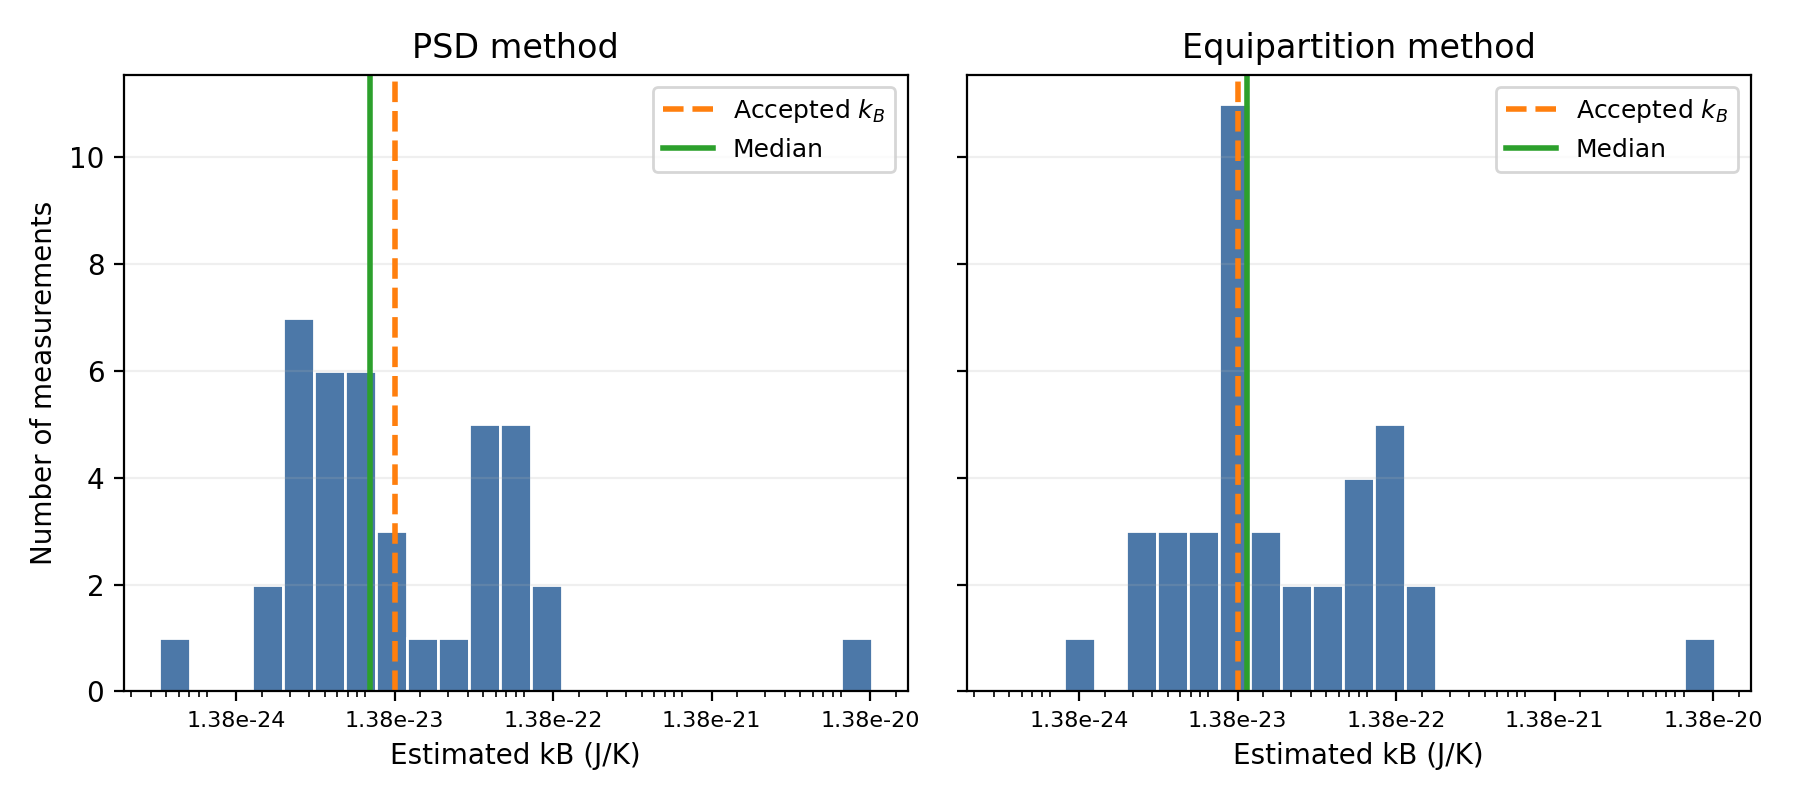 PSD method
Equipartition method
Accepted kB
Median
Accepted kB
Median
Number of measurements
10
8
6
4
2
0
1.38e-24 1.38e-23 1.38e-22 1.38e-21 1.38e-20
1.38e-24 1.38e-23 1.38e-22 1.38e-21 1.38e-20
Estimated kB (J/K)
Estimated kB (J/K)